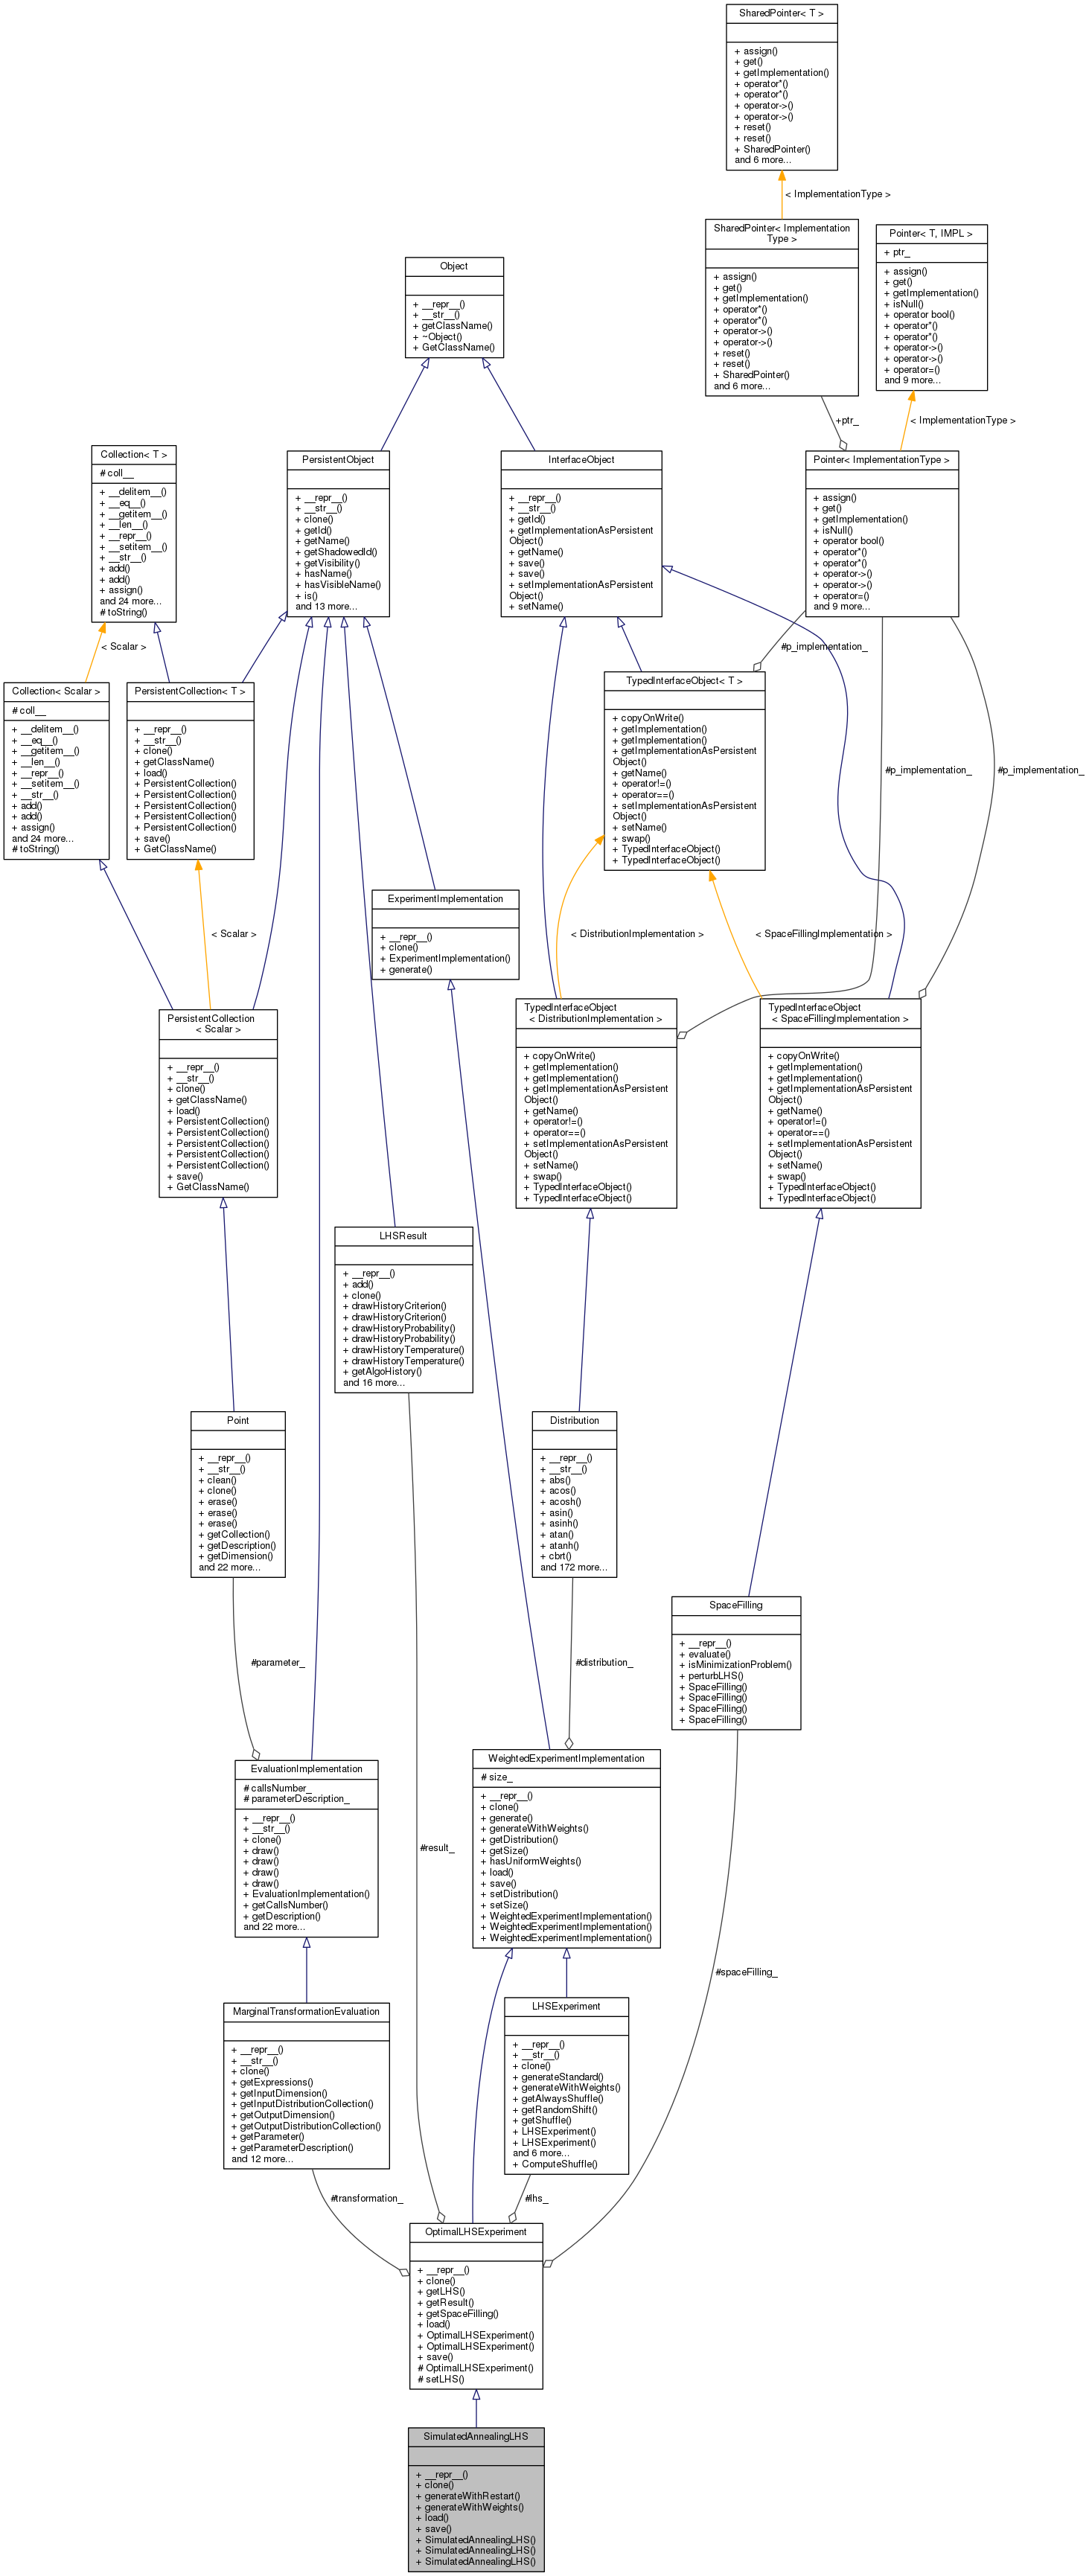 SharedPointer< T >
+ assign()
+ get()
+ getImplementation()
+ operator*()
+ operator*()
+ operator->()
+ operator->()
+ reset()
+ reset()
+ SharedPointer()
and 6 more...
< ImplementationType >
SharedPointer< Implementation
Type >
+ assign()
+ get()
+ getImplementation()
+ operator*()
+ operator*()
+ operator->()
+ operator->()
+ reset()
+ reset()
+ SharedPointer()
and 6 more...
Pointer< T, IMPL >
+ ptr_
+ assign()
+ get()
+ getImplementation()
+ isNull()
+ operator bool()
+ operator*()
+ operator*()
+ operator->()
+ operator->()
+ operator=()
and 9 more...
Object
+ __repr__()
+ __str__()
+ getClassName()
+ ~Object()
+ GetClassName()
+ptr_
< ImplementationType >
Collection< T >
# coll__
+ __delitem__()
+ __eq__()
+ __getitem__()
+ __len__()
+ __repr__()
+ __setitem__()
+ __str__()
+ add()
+ add()
+ assign()
and 24 more...
# toString()
PersistentObject
+ __repr__()
+ __str__()
+ clone()
+ getId()
+ getName()
+ getShadowedId()
+ getVisibility()
+ hasName()
+ hasVisibleName()
+ is()
and 13 more...
InterfaceObject
+ __repr__()
+ __str__()
+ getId()
+ getImplementationAsPersistent
Object()
+ getName()
+ save()
+ save()
+ setImplementationAsPersistent
Object()
+ setName()
Pointer< ImplementationType >
+ assign()
+ get()
+ getImplementation()
+ isNull()
+ operator bool()
+ operator*()
+ operator*()
+ operator->()
+ operator->()
+ operator=()
and 9 more...
< Scalar >
#p_implementation_
Collection< Scalar >
# coll__
+ __delitem__()
+ __eq__()
+ __getitem__()
+ __len__()
+ __repr__()
+ __setitem__()
+ __str__()
+ add()
+ add()
+ assign()
and 24 more...
# toString()
PersistentCollection< T >
+ __repr__()
+ __str__()
+ clone()
+ getClassName()
+ load()
+ PersistentCollection()
+ PersistentCollection()
+ PersistentCollection()
+ PersistentCollection()
+ PersistentCollection()
+ save()
+ GetClassName()
TypedInterfaceObject< T >
+ copyOnWrite()
+ getImplementation()
+ getImplementation()
+ getImplementationAsPersistent
Object()
+ getName()
+ operator!=()
+ operator==()
+ setImplementationAsPersistent
Object()
+ setName()
+ swap()
+ TypedInterfaceObject()
+ TypedInterfaceObject()
#p_implementation_
#p_implementation_
ExperimentImplementation
+ __repr__()
+ clone()
+ ExperimentImplementation()
+ generate()
< Scalar >
< DistributionImplementation >
< SpaceFillingImplementation >
PersistentCollection
< Scalar >
+ __repr__()
+ __str__()
+ clone()
+ getClassName()
+ load()
+ PersistentCollection()
+ PersistentCollection()
+ PersistentCollection()
+ PersistentCollection()
+ PersistentCollection()
+ save()
+ GetClassName()
TypedInterfaceObject
< DistributionImplementation >
+ copyOnWrite()
+ getImplementation()
+ getImplementation()
+ getImplementationAsPersistent
Object()
+ getName()
+ operator!=()
+ operator==()
+ setImplementationAsPersistent
Object()
+ setName()
+ swap()
+ TypedInterfaceObject()
+ TypedInterfaceObject()
TypedInterfaceObject
< SpaceFillingImplementation >
+ copyOnWrite()
+ getImplementation()
+ getImplementation()
+ getImplementationAsPersistent
Object()
+ getName()
+ operator!=()
+ operator==()
+ setImplementationAsPersistent
Object()
+ setName()
+ swap()
+ TypedInterfaceObject()
+ TypedInterfaceObject()
LHSResult
+ __repr__()
+ add()
+ clone()
+ drawHistoryCriterion()
+ drawHistoryCriterion()
+ drawHistoryProbability()
+ drawHistoryProbability()
+ drawHistoryTemperature()
+ drawHistoryTemperature()
+ getAlgoHistory()
and 16 more...
Point
+ __repr__()
+ __str__()
+ clean()
+ clone()
+ erase()
+ erase()
+ erase()
+ getCollection()
+ getDescription()
+ getDimension()
and 22 more...
Distribution
+ __repr__()
+ __str__()
+ abs()
+ acos()
+ acosh()
+ asin()
+ asinh()
+ atan()
+ atanh()
+ cbrt()
and 172 more...
SpaceFilling
+ __repr__()
+ evaluate()
+ isMinimizationProblem()
+ perturbLHS()
+ SpaceFilling()
+ SpaceFilling()
+ SpaceFilling()
+ SpaceFilling()
#parameter_
#distribution_
EvaluationImplementation
# callsNumber_
# parameterDescription_
+ __repr__()
+ __str__()
+ clone()
+ draw()
+ draw()
+ draw()
+ draw()
+ EvaluationImplementation()
+ getCallsNumber()
+ getDescription()
and 22 more...
#result_
WeightedExperimentImplementation
# size_
+ __repr__()
+ clone()
+ generate()
+ generateWithWeights()
+ getDistribution()
+ getSize()
+ hasUniformWeights()
+ load()
+ save()
+ setDistribution()
+ setSize()
+ WeightedExperimentImplementation()
+ WeightedExperimentImplementation()
+ WeightedExperimentImplementation()
#spaceFilling_
MarginalTransformationEvaluation
+ __repr__()
+ __str__()
+ clone()
+ getExpressions()
+ getInputDimension()
+ getInputDistributionCollection()
+ getOutputDimension()
+ getOutputDistributionCollection()
+ getParameter()
+ getParameterDescription()
and 12 more...
LHSExperiment
+ __repr__()
+ __str__()
+ clone()
+ generateStandard()
+ generateWithWeights()
+ getAlwaysShuffle()
+ getRandomShift()
+ getShuffle()
+ LHSExperiment()
+ LHSExperiment()
and 6 more...
+ ComputeShuffle()
#transformation_
#lhs_
OptimalLHSExperiment
+ __repr__()
+ clone()
+ getLHS()
+ getResult()
+ getSpaceFilling()
+ load()
+ OptimalLHSExperiment()
+ OptimalLHSExperiment()
+ save()
# OptimalLHSExperiment()
# setLHS()
SimulatedAnnealingLHS
+ __repr__()
+ clone()
+ generateWithRestart()
+ generateWithWeights()
+ load()
+ save()
+ SimulatedAnnealingLHS()
+ SimulatedAnnealingLHS()
+ SimulatedAnnealingLHS()